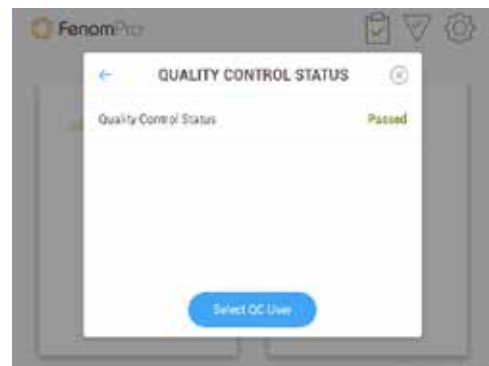 FenomPro
QUALITY CONTROL STATUS
Quality Control Status Passed
Select QC User